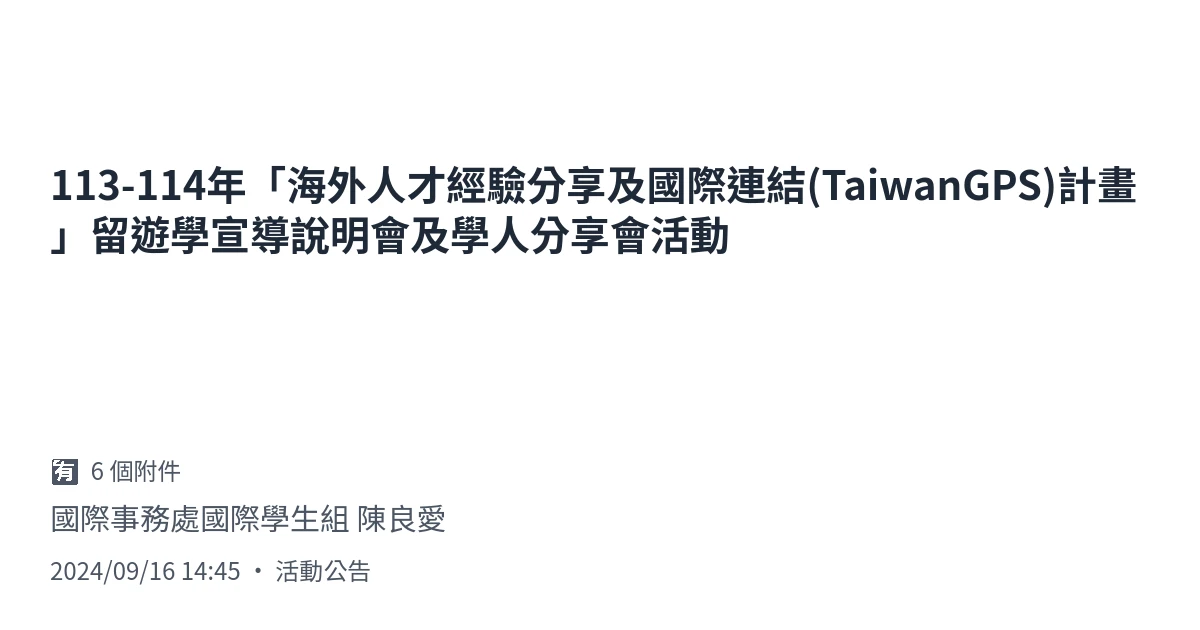 113-114年「海外人才經驗分享及國際連結(TaiwanGPS)計畫
」留遊學宣導說明會及學人分享會活動
有 6 個附件
國際事務處國際學生組 陳良愛
2024/09/16 14:45 • 活動公告